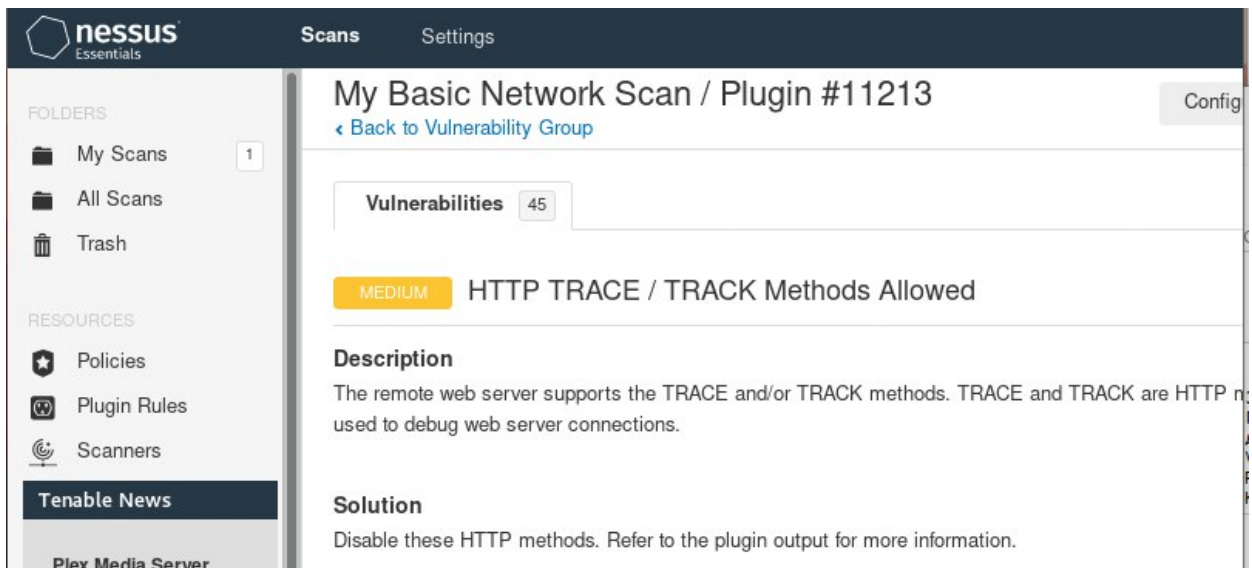 nessus
Essentials
Scans
Settings
FOLDERS
My Scans
1
All Scans
Trash
RESOURCES
Policies
Plugin Rules
Scanners
Tenable News
Plex Media Server
My Basic Network Scan / Plugin #11213
Config
‹ Back to Vulnerability Group
Vulnerabilities 45
MEDIUM HTTP TRACE / TRACK Methods Allowed
Description
The remote web server supports the TRACE and/or TRACK methods. TRACE and TRACK are HTTP
used to debug web server connections.
Solution
Disable these HTTP methods. Refer to the plugin output for more information.